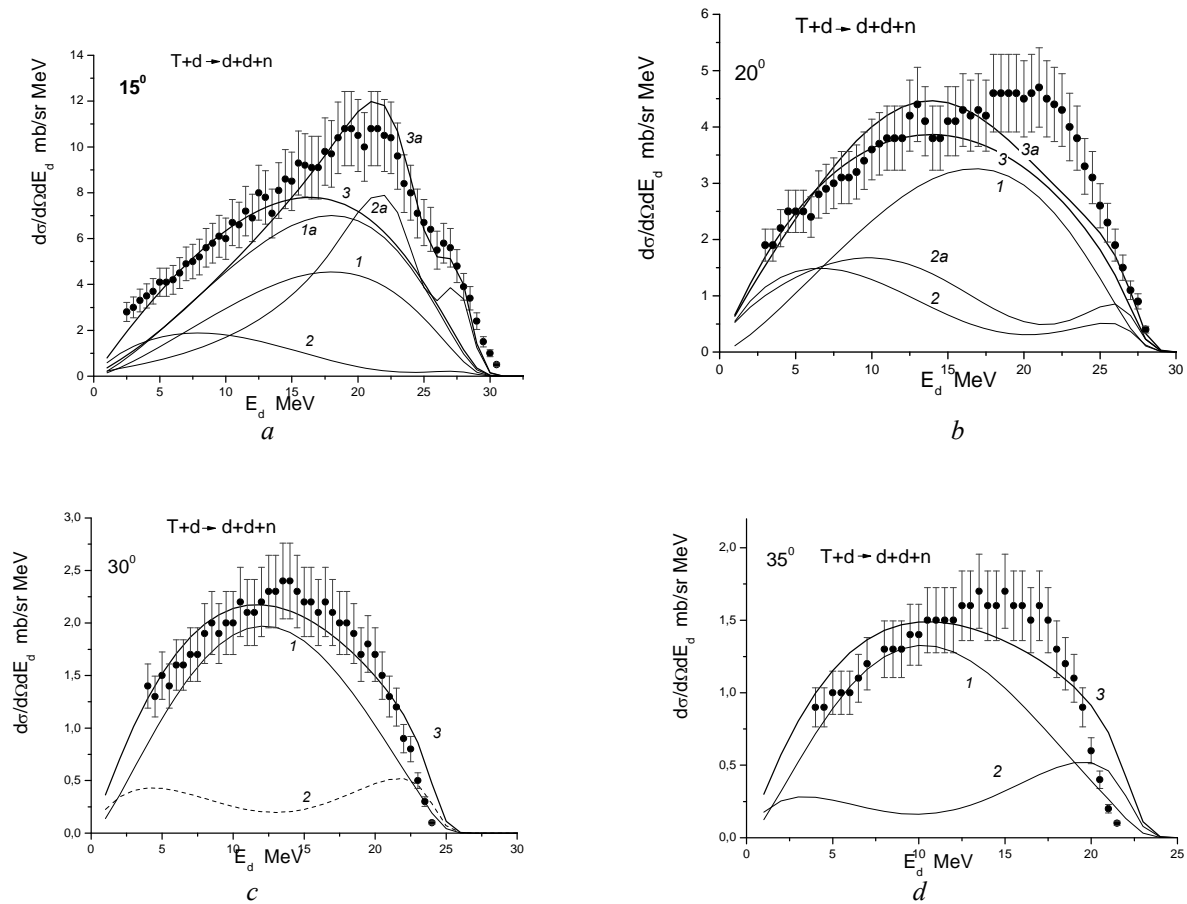 T+d → d+d+n
15⁰
dσ/dΩdE_d mb/sr MeV
14
12
10
8
6
4
2
0
3a
3
2a
1a
1
2
0 5 10 15 20 25 30
E_d MeV
a
T+d → d+d+n
20⁰
dσ/dΩdE_d mb/sr MeV
6
5
4
3
2
1
0
3a
3
1
2a
2
0 5 10 15 20 25 30
E_d MeV
b
T+d → d+d+n
30⁰
dσ/dΩdE_d mb/sr MeV
3,0
2,5
2,0
1,5
1,0
0,5
0,0
1
3
2
0 5 10 15 20 25 30
E_d MeV
c
35⁰ T+d → d+d+n
dσ/dΩdE_d mb/sr MeV
2,0
1,5
1,0
0,5
0,0
1
3
2
0 5 10 15 20 25
E_d MeV
d